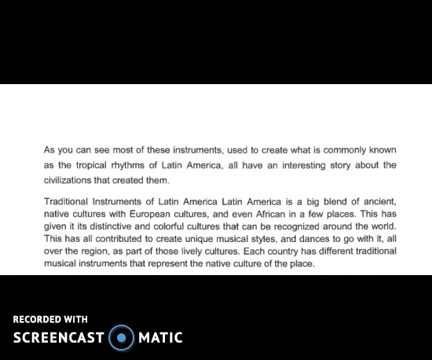 As you can see most of these instruments, used to create what is commonly known
as the tropical rhythms of Latin America, all have an interesting story about the
civilizations that created them.
Traditional Instruments of Latin America Latin America is a big blend of ancient,
native cultures with European cultures, and even African in a few places. This has
given it its distinctive and colorful cultures that can be recognized around the world.
This has all contributed to create unique musical styles, and dances to go with it, all
over the region, as part of those lively cultures. Each country has different traditional
musical instruments that represent the native culture of the place.
RECORDED WITH
SCREENCAST MATIC